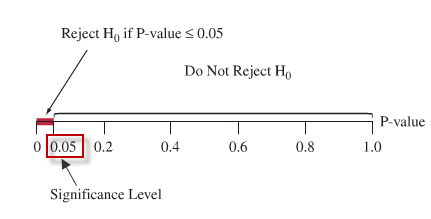 Reject H₀ if P-value ≤ 0.05
Do Not Reject H₀
P-value
0 0.05 0.2 0.4 0.6 0.8 1.0
Significance Level